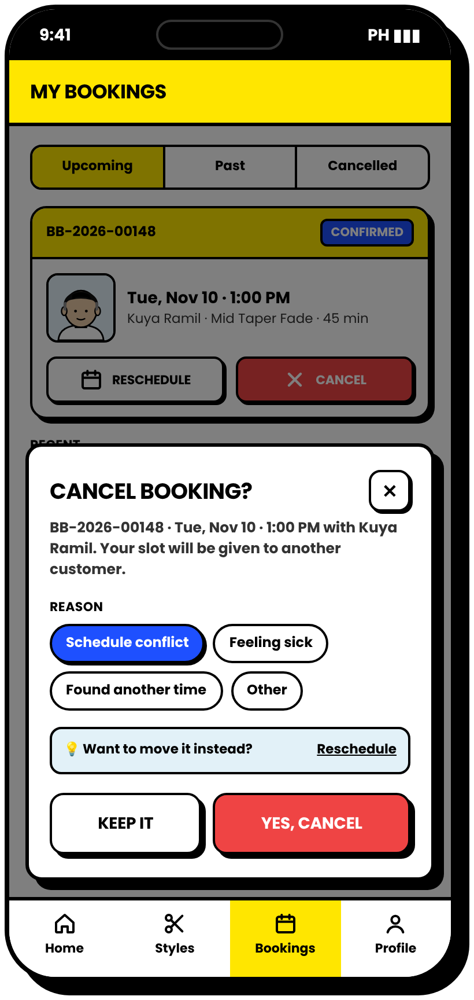 9:41
PH
MY BOOKINGS
Upcoming
Past
Cancelled
BB-2026-00148
CONFIRMED
Tue, Nov 10 · 1:00 PM
Kuya Ramil · Mid Taper Fade · 45 min
RESCHEDULE
CANCEL
RECENT
CANCEL BOOKING?
BB-2026-00148 · Tue, Nov 10 · 1:00 PM with Kuya
Ramil. Your slot will be given to another
customer.
REASON
Schedule conflict
Feeling sick
Found another time
Other
💡 Want to move it instead?
Reschedule
KEEP IT
YES, CANCEL
Home
Styles
Bookings
Profile